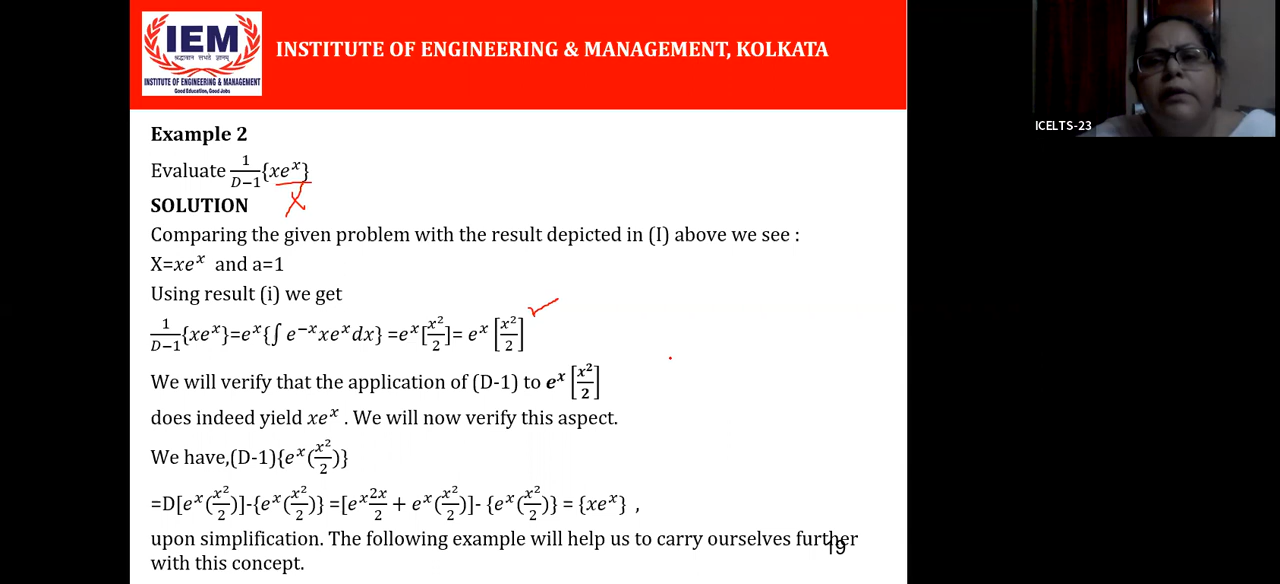 IEM
श्रद्धावान लभते ज्ञानम्
INSTITUTE OF ENGINEERING & MANAGEMENT
Good Education, Good Jobs
INSTITUTE OF ENGINEERING & MANAGEMENT, KOLKATA
ICELTS-23
Example 2
Evaluate 1/(D−1) {xe^x}
X
SOLUTION
Comparing the given problem with the result depicted in (I) above we see :
X=xe^x and a=1
Using result (i) we get
1/(D−1) {xe^x}=e^x{∫ e^−x xe^x dx} =e^x[x²/2]= e^x [x²/2]
We will verify that the application of (D-1) to e^x [x²/2]
does indeed yield xe^x . We will now verify this aspect.
We have,(D-1){e^x(x²/2)}
=D[e^x(x²/2)]-{e^x(x²/2)} =[e^x 2x/2 + e^x(x²/2)]- {e^x(x²/2)} = {xe^x} ,
upon simplification. The following example will help us to carry ourselves further
with this concept.
19